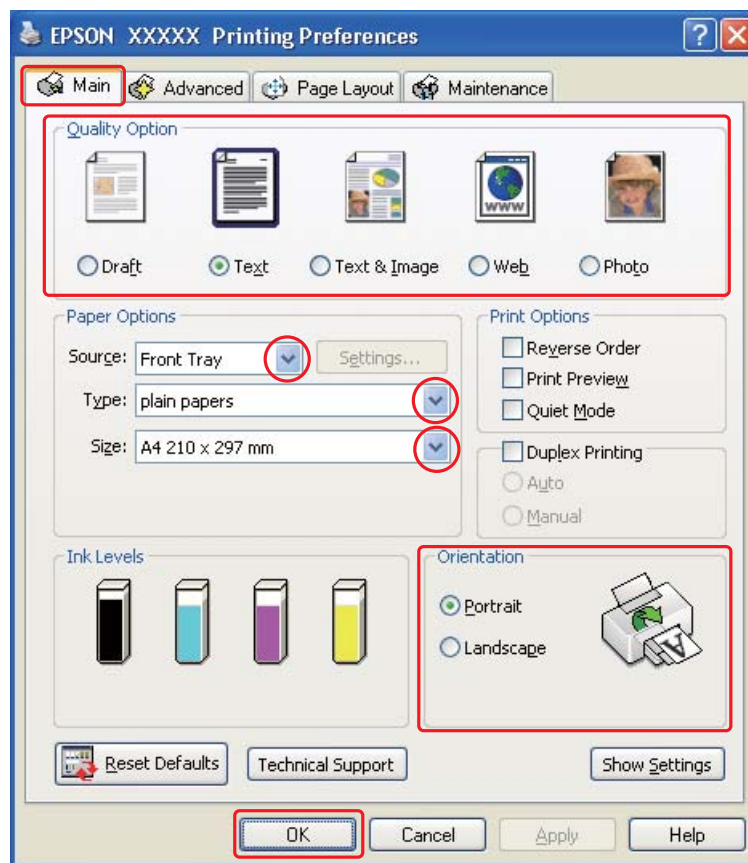 EPSON XXXXX Printing Preferences
Main Advanced Page Layout Maintenance
Quality Option
WWW
Draft Text Text & Image Web Photo
Paper Options
Source: Front Tray Settings...
Type: plain papers
Size: A4 210 x 297 mm
Print Options
Reverse Order
Print Preview
Quiet Mode
Duplex Printing
Auto
Manual
Ink Levels
Orientation
Portrait
Landscape
A
Reset Defaults Technical Support Show Settings
OK Cancel Apply Help